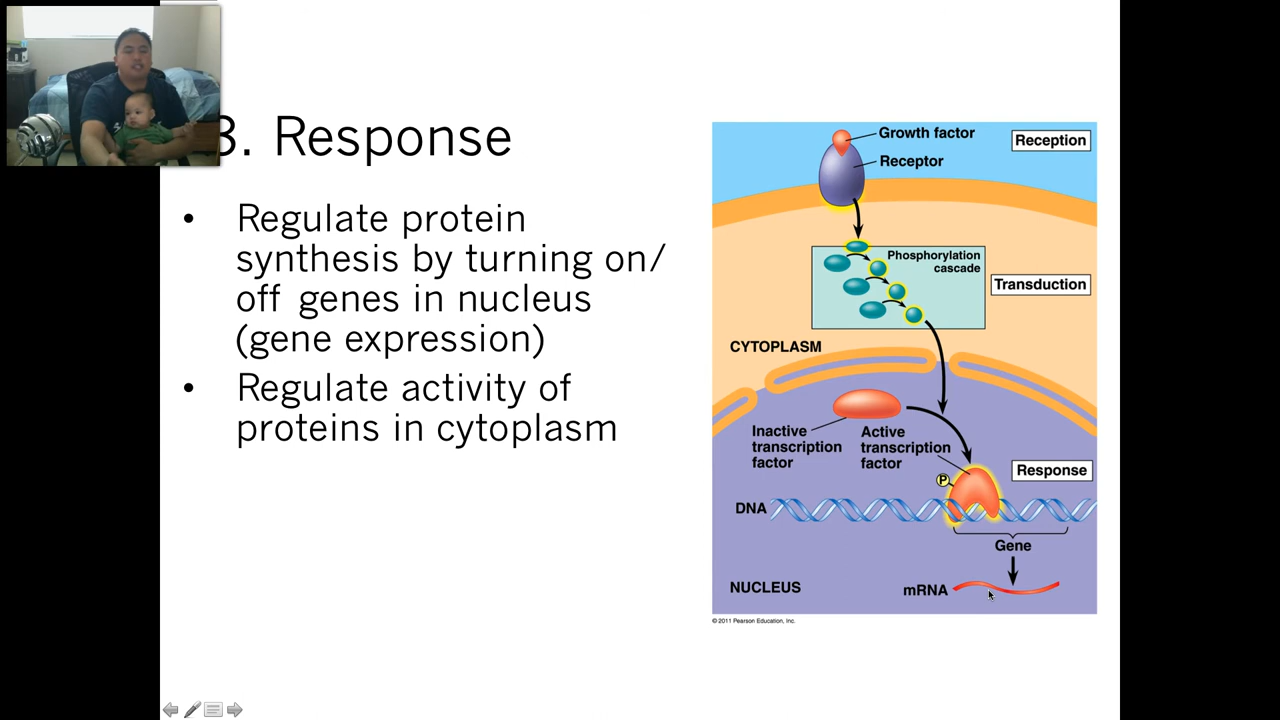 3. Response
• Regulate protein
synthesis by turning on/
off genes in nucleus
(gene expression)
• Regulate activity of
proteins in cytoplasm
Growth factor
Reception
Receptor
Phosphorylation
cascade
Transduction
CYTOPLASM
Inactive
transcription
factor
Active
transcription
factor
Response
P
DNA
Gene
NUCLEUS
mRNA
© 2011 Pearson Education, Inc.